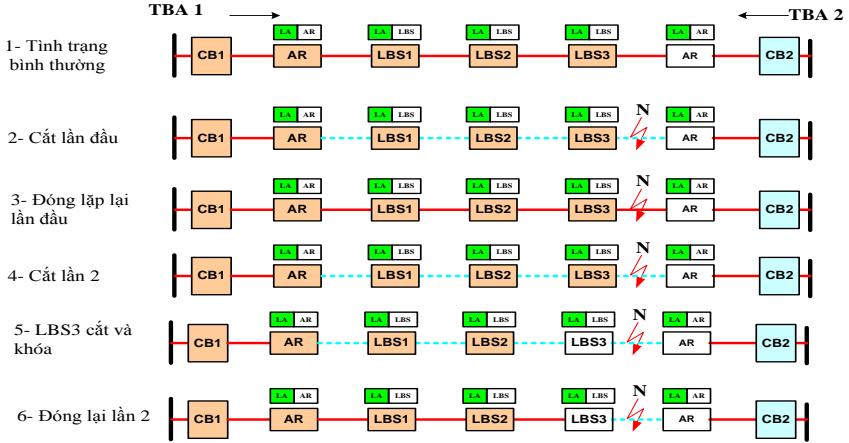 TBA 1
TBA 2
LA AR LA LBS LA LBS LA LBS LA AR
1- Tình trạng
bình thường
CB1 AR LBS1 LBS2 LBS3 AR CB2
LA AR LA LBS LA LBS LA LBS N LA AR
2- Cắt lần đầu
CB1 AR LBS1 LBS2 LBS3 AR CB2
LA AR LA LBS LA LBS LA LBS N LA AR
3- Đóng lặp lại
lần đầu
CB1 AR LBS1 LBS2 LBS3 AR CB2
LA AR LA LBS LA LBS LA LBS N LA AR
4- Cắt lần 2
CB1 AR LBS1 LBS2 LBS3 AR CB2
LA AR LA LBS LA LBS LA LBS N LA AR
5- LBS3 cắt và
khóa
CB1 AR LBS1 LBS2 LBS3 AR CB2
LA AR LA LBS LA LBS LA LBS N LA AR
6- Đóng lại lần 2
CB1 AR LBS1 LBS2 LBS3 AR CB2